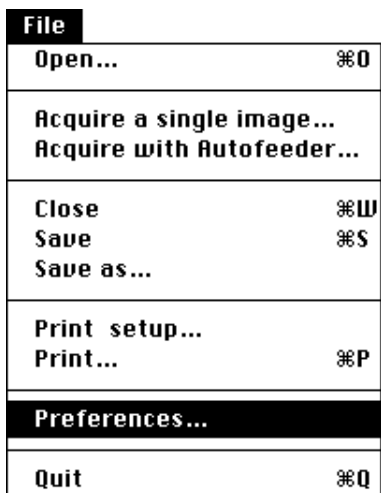 File
Open... ⌘O
Acquire a single image...
Acquire with Autofeeder...
Close ⌘W
Save ⌘S
Save as...
Print setup...
Print... ⌘P
Preferences...
Quit ⌘Q